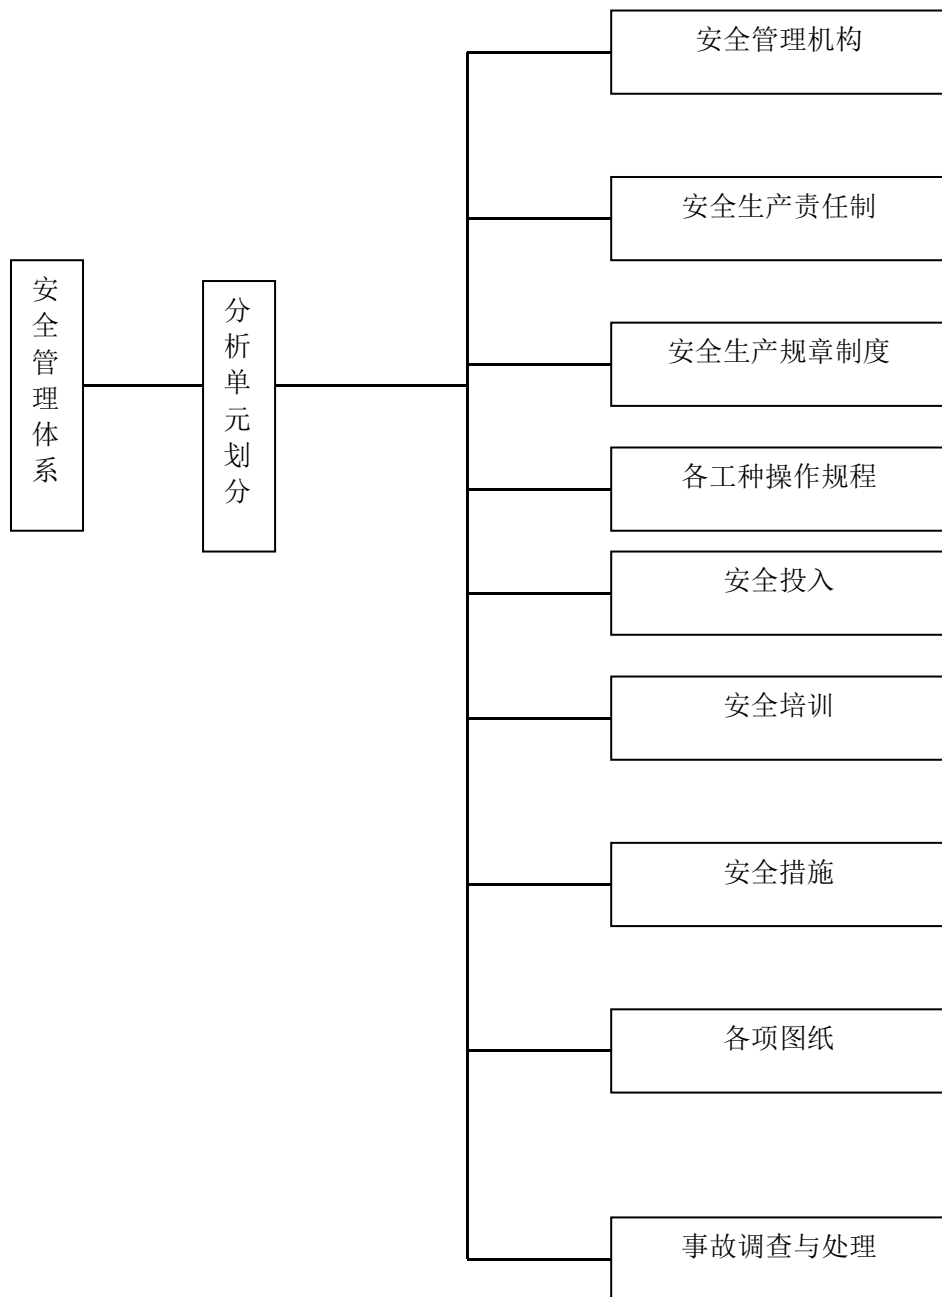 安全管理体系
分析单元划分
安全管理机构
安全生产责任制
安全生产规章制度
各工种操作规程
安全投入
安全培训
安全措施
各项图纸
事故调查与处理